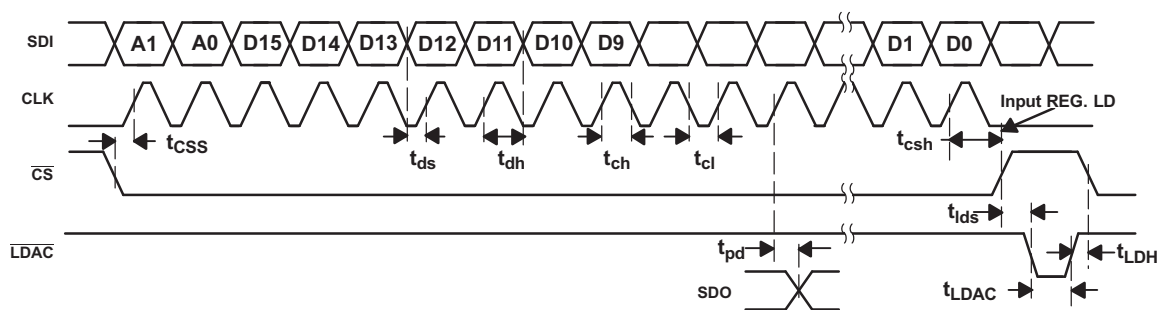 SDI A1 A0 D15 D14 D13 D12 D11 D10 D9 D1 D0
CLK
Input REG. LD
tCSS
tds
tdh
tch
tcl
tcsh
CS
tlds
LDAC
tpd
tLDH
SDO
tLDAC